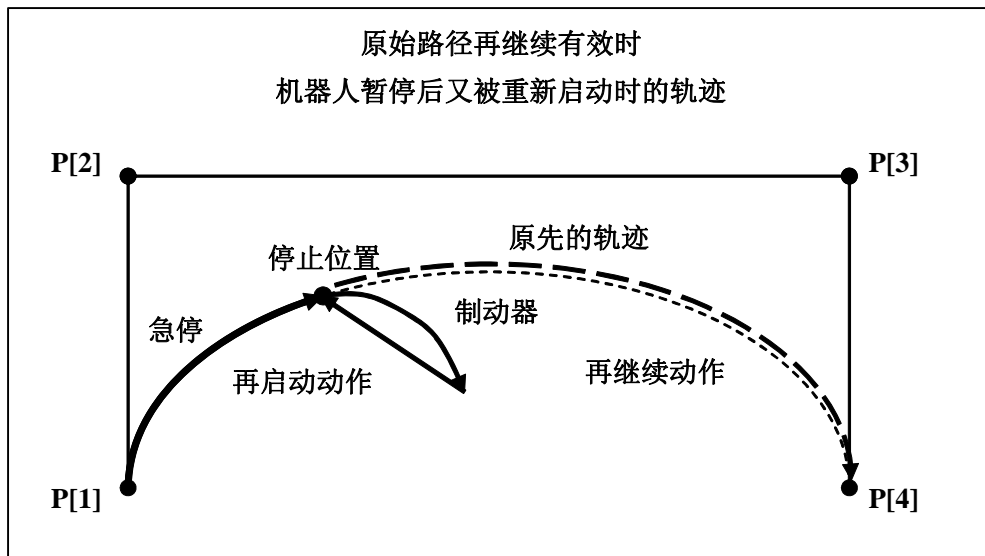 原始路径再继续有效时
机器人暂停后又被重新启动时的轨迹
P[2]
P[3]
原先的轨迹
停止位置
制动器
急停
再启动动作
再继续动作
P[1]
P[4]